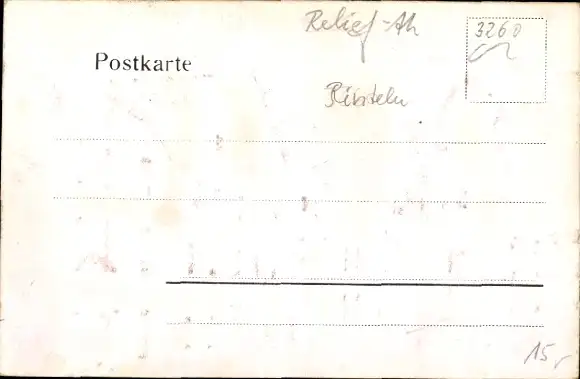 Relief-Ak
3260
Postkarte
Rinteln
15,-